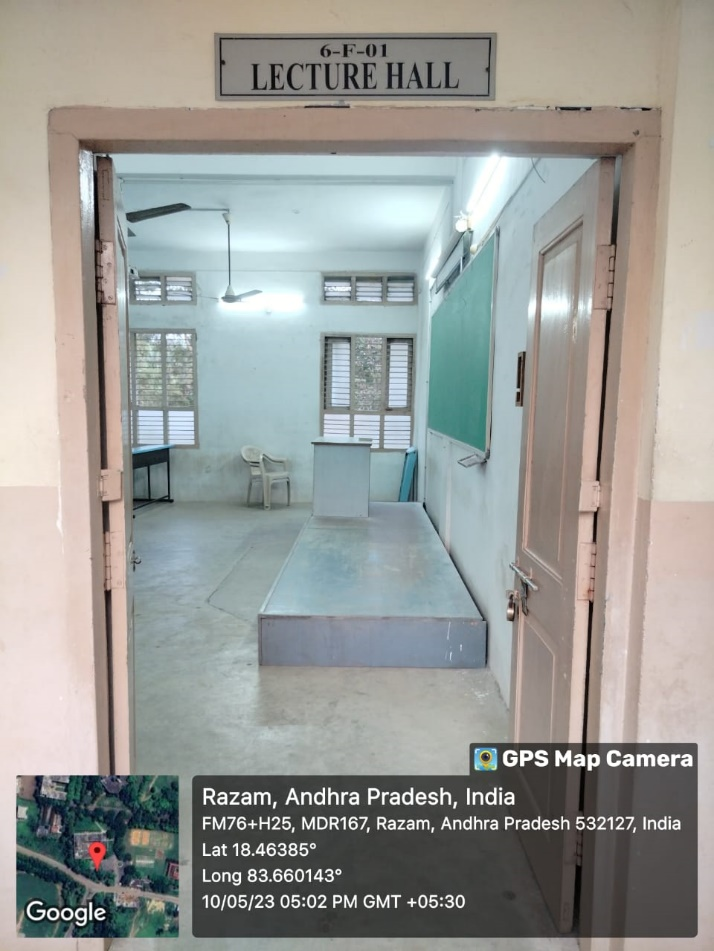 6-F-01
LECTURE HALL
GPS Map Camera
Razam, Andhra Pradesh, India
FM76+H25, MDR167, Razam, Andhra Pradesh 532127, India
Lat 18.46385°
Long 83.660143°
10/05/23 05:02 PM GMT +05:30
Google